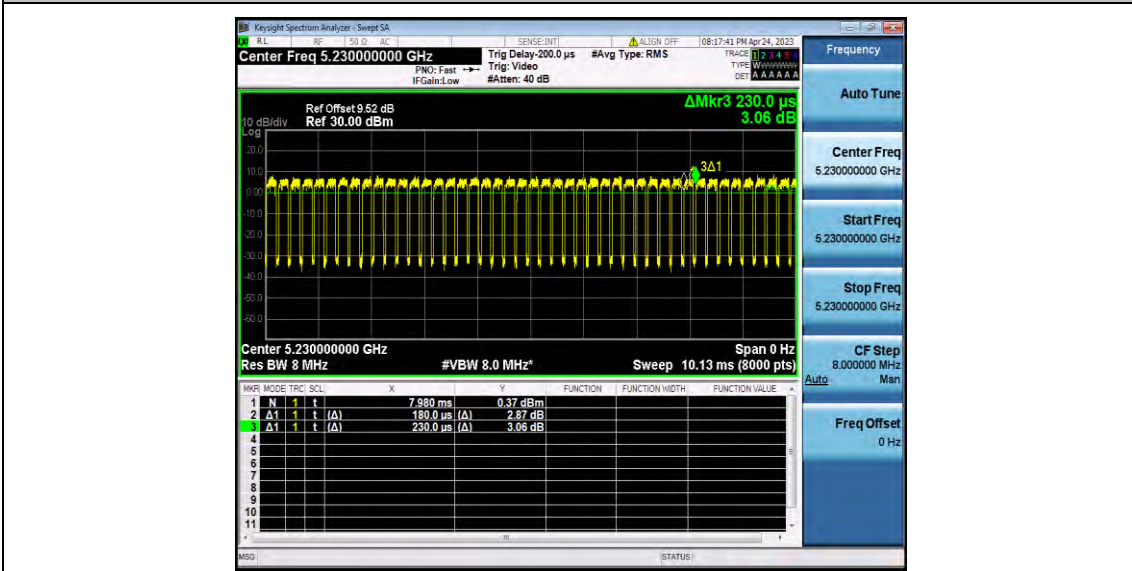 Keysight Spectrum Analyzer - Swept SA
RL RF 50 Ω AC SENSE:INT ALIGN OFF 08:17:41 PM Apr 24, 2023
Center Freq 5.230000000 GHz
PNO: Fast
IFGain:Low
Trig Delay-200.0 µs
Trig: Video
#Atten: 40 dB
#Avg Type: RMS
TRACE 1 2 3 4 5 6
TYPE WWWWWW
DET A A A A A A
Frequency
Auto Tune
Center Freq
5.230000000 GHz
Start Freq
5.230000000 GHz
Stop Freq
5.230000000 GHz
CF Step
8.000000 MHz
Auto Man
Freq Offset
0 Hz
ΔMkr3 230.0 µs
3.06 dB
Ref Offset 9.52 dB
10 dB/div Ref 30.00 dBm
Log
20.0
10.0
0.00
-10.0
-20.0
-30.0
-40.0
-50.0
-60.0
3Δ1
Center 5.230000000 GHz Span 0 Hz
Res BW 8 MHz #VBW 8.0 MHz* Sweep 10.13 ms (8000 pts)
MKR MODE TRC SCL X Y FUNCTION FUNCTION WIDTH FUNCTION VALUE
1 N 1 t 7.980 ms 0.37 dBm
2 Δ1 1 t (Δ) 180.0 µs (Δ) 2.87 dB
3 Δ1 1 t (Δ) 230.0 µs (Δ) 3.06 dB
4
5
6
7
8
9
10
11
MSG STATUS